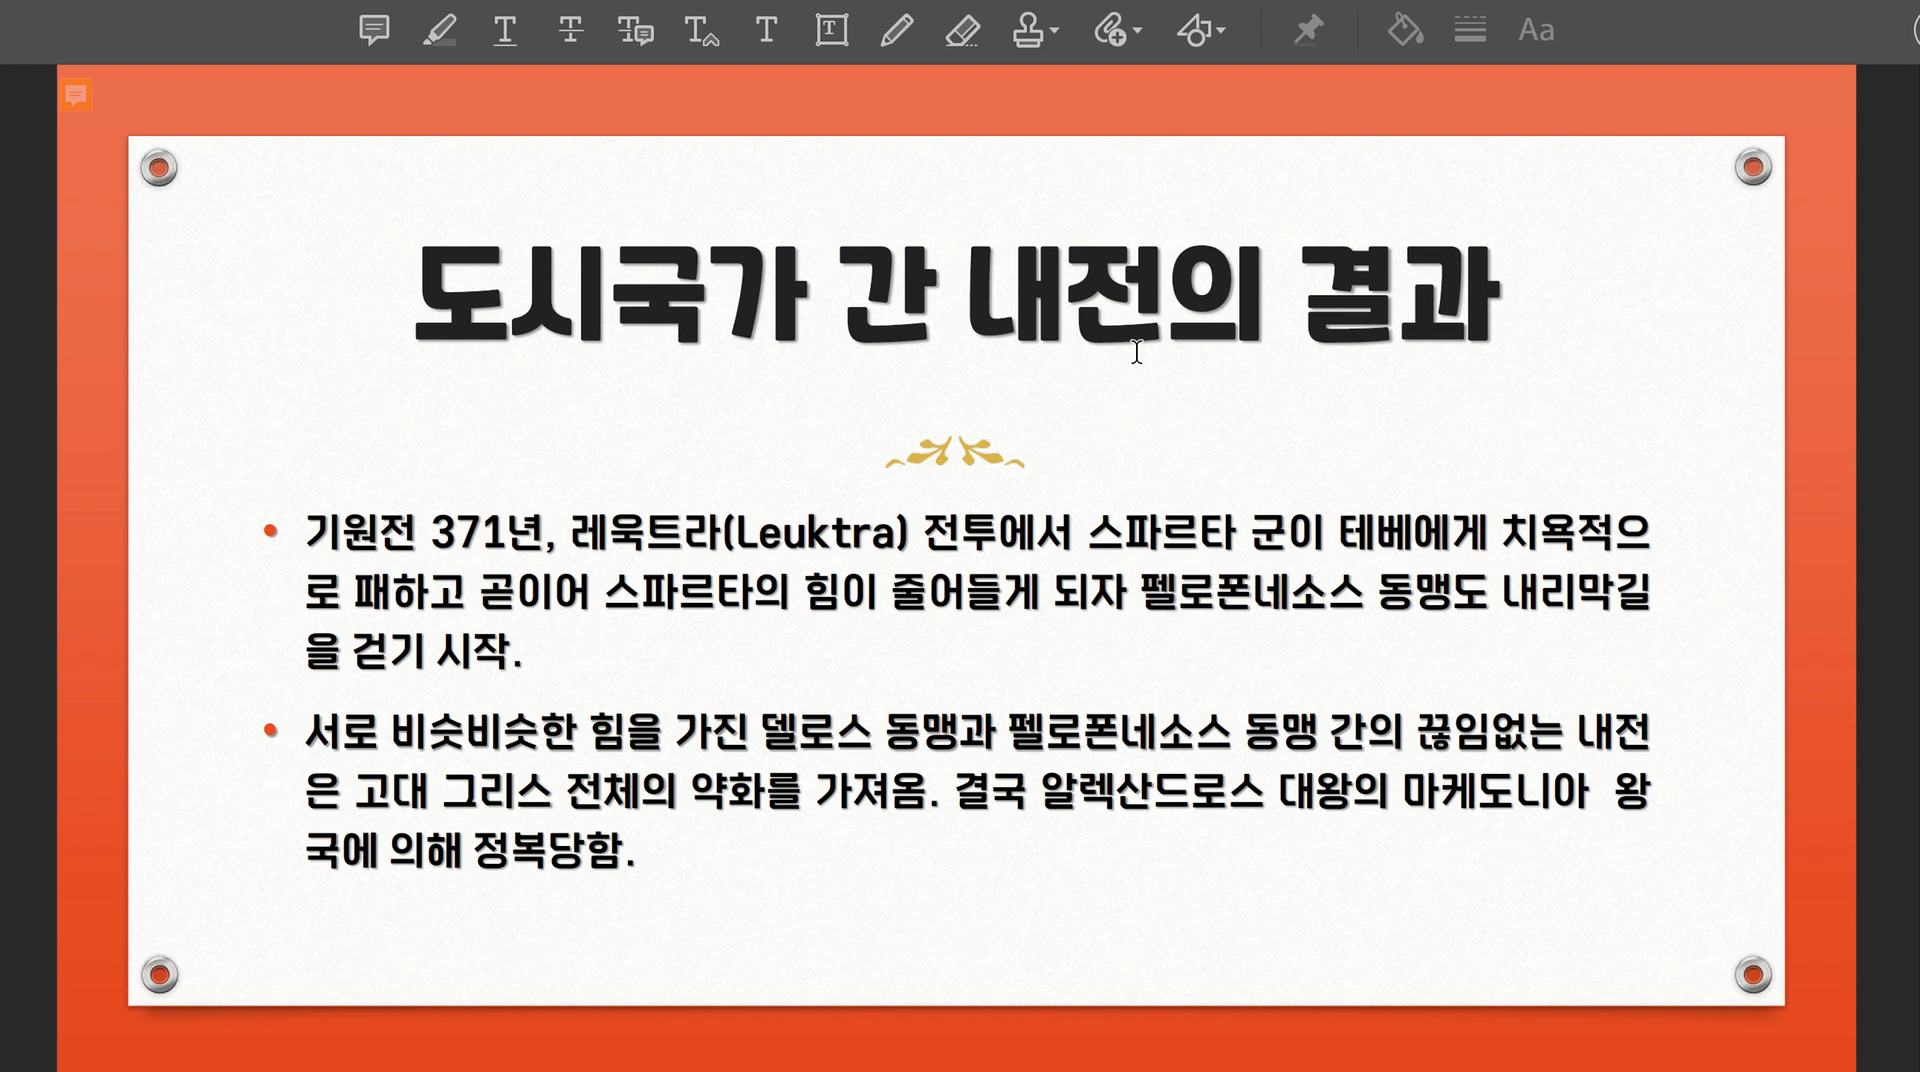 Aa
도시국가 간 내전의 결과
• 기원전 371년, 레욱트라(Leuktra) 전투에서 스파르타 군이 테베에게 치욕적으
로 패하고 곧이어 스파르타의 힘이 줄어들게 되자 펠로폰네소스 동맹도 내리막길
을 걷기 시작.
• 서로 비슷비슷한 힘을 가진 델로스 동맹과 펠로폰네소스 동맹 간의 끊임없는 내전
은 고대 그리스 전체의 약화를 가져옴. 결국 알렉산드로스 대왕의 마케도니아 왕
국에 의해 정복당함.